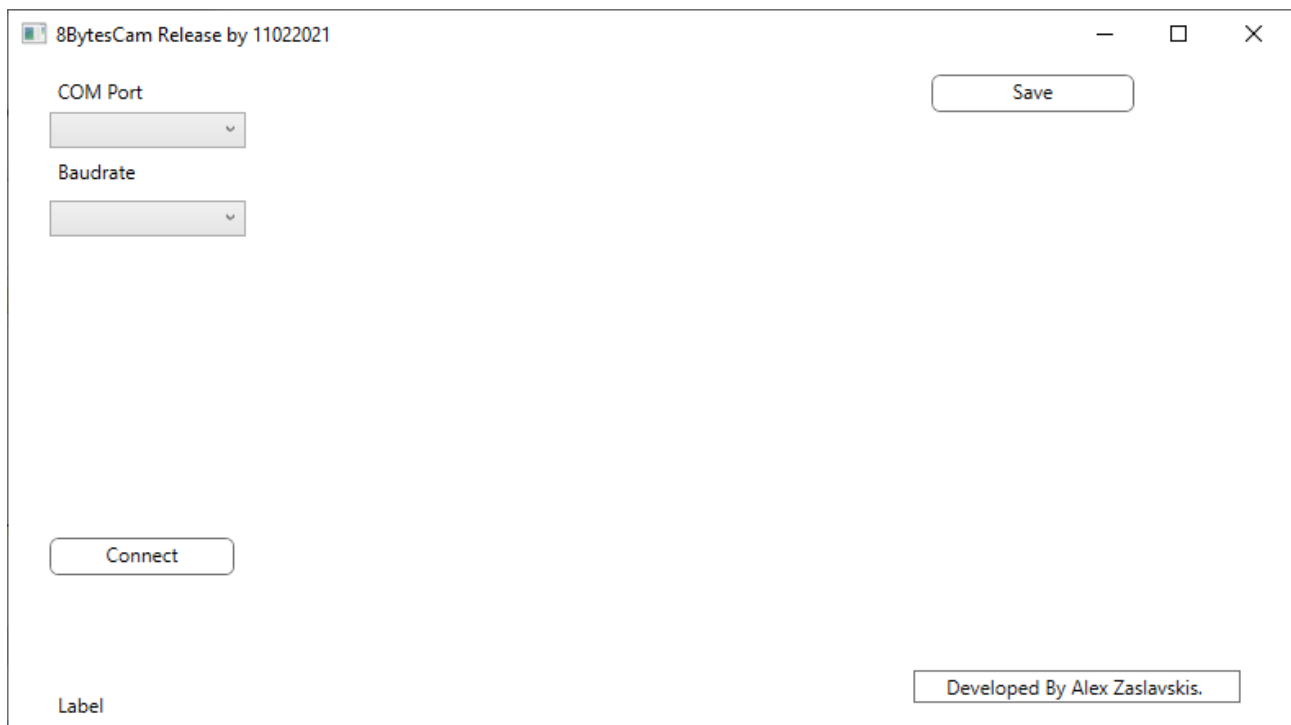 8BytesCam Release by 11022021
COM Port
Save
Baudrate
Connect
Developed By Alex Zaslavskis.
Label